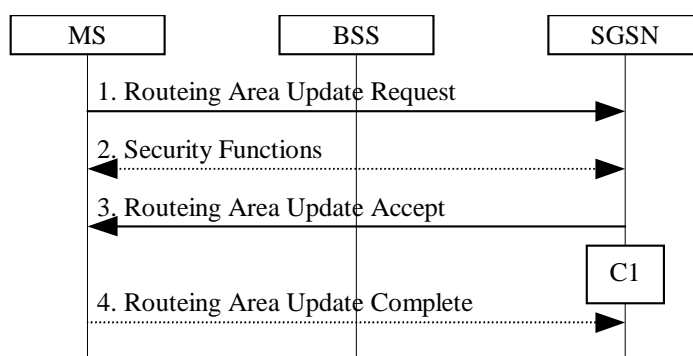 MS
BSS
SGSN
1. Routeing Area Update Request
2. Security Functions
3. Routeing Area Update Accept
C1
4. Routeing Area Update Complete